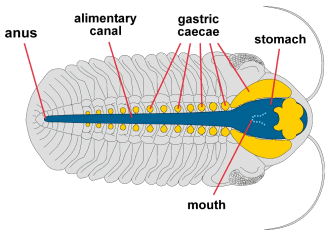 anus
alimentary
canal
gastric
caecae
stomach
mouth